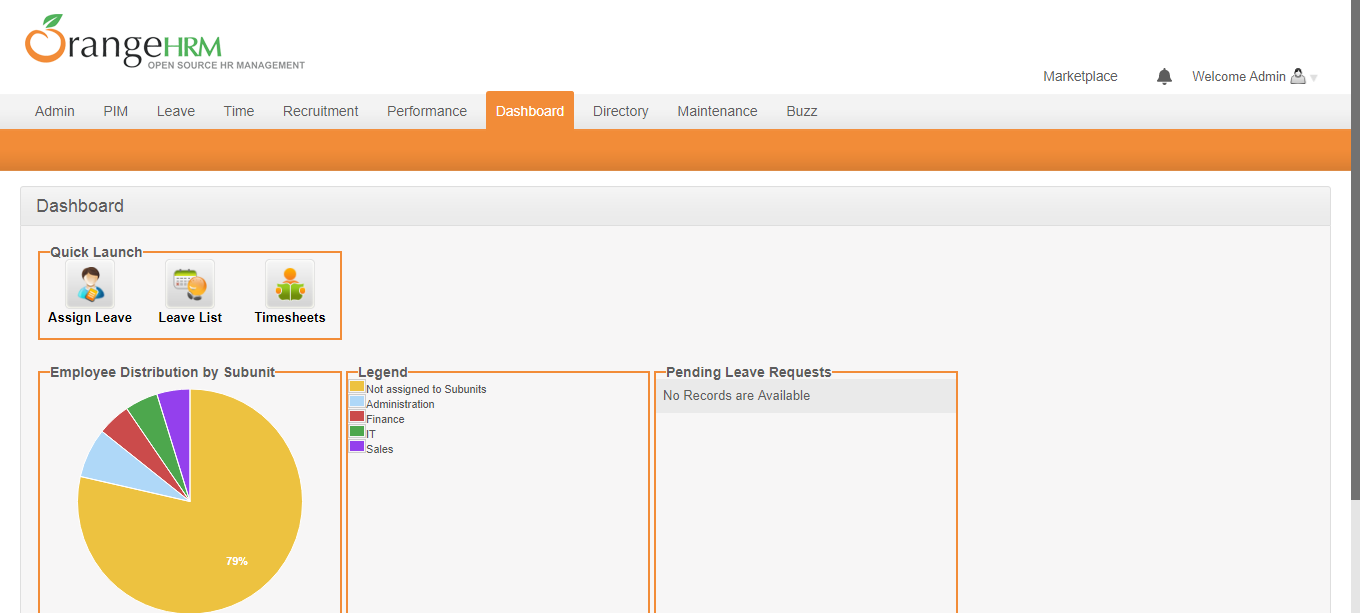 OrangeHRM
OPEN SOURCE HR MANAGEMENT
Marketplace Welcome Admin
Admin PIM Leave Time Recruitment Performance Dashboard Directory Maintenance Buzz
Dashboard
Quick Launch
Assign Leave Leave List Timesheets
Employee Distribution by Subunit
79%
Legend
Not assigned to Subunits
Administration
Finance
IT
Sales
Pending Leave Requests
No Records are Available